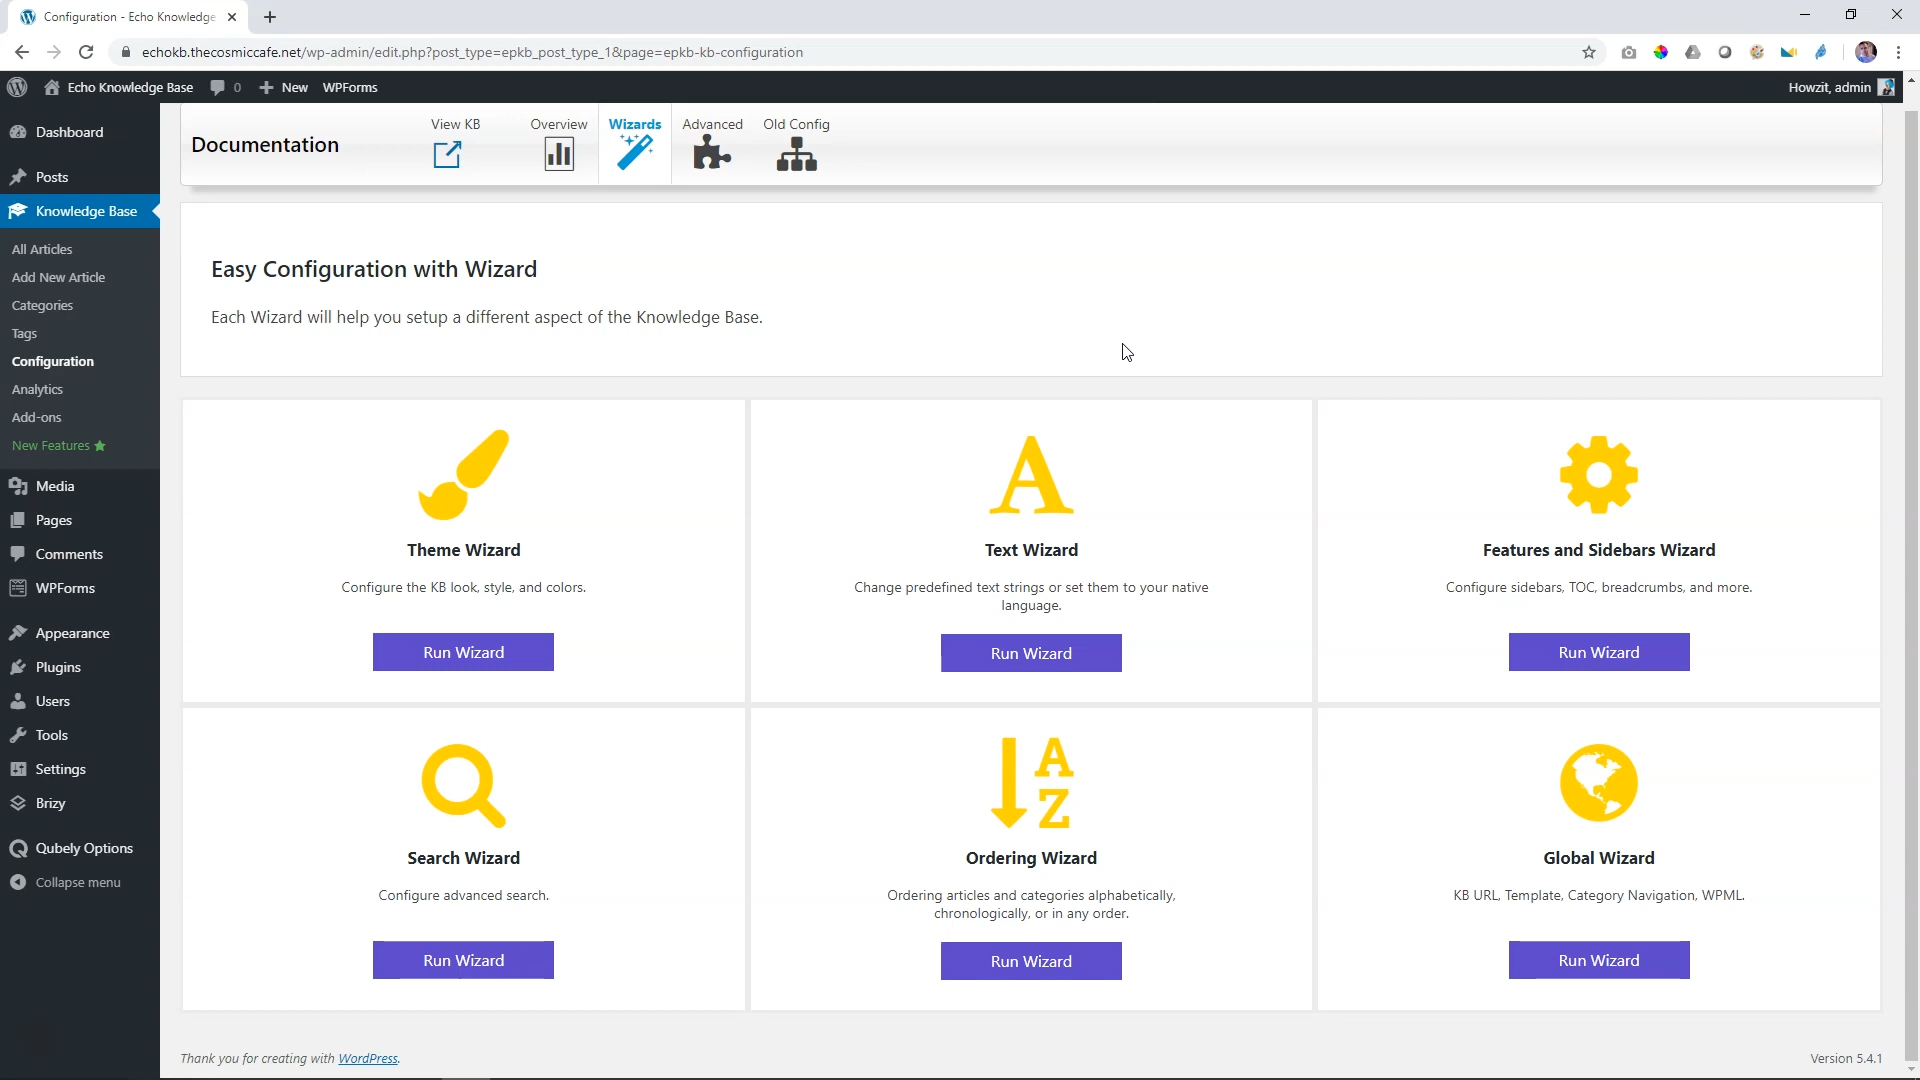 Configuration - Echo Knowledge
echokb.thecosmiccafe.net/wp-admin/edit.php?post_type=epkb_post_type_1&page=epkb-kb-configuration
Echo Knowledge Base
0
New
WPForms
Howzit, admin
Dashboard
Posts
Knowledge Base
All Articles
Add New Article
Categories
Tags
Configuration
Analytics
Add-ons
New Features
Media
Pages
Comments
WPForms
Appearance
Plugins
Users
Tools
Settings
Brizy
Qubely Options
Collapse menu
Documentation
View KB
Overview
Wizards
Advanced
Old Config
Easy Configuration with Wizard
Each Wizard will help you setup a different aspect of the Knowledge Base.
A
Theme Wizard
Text Wizard
Features and Sidebars Wizard
Configure the KB look, style, and colors.
Change predefined text strings or set them to your native
language.
Configure sidebars, TOC, breadcrumbs, and more.
Run Wizard
Run Wizard
Run Wizard
A
Z
Search Wizard
Ordering Wizard
Global Wizard
Configure advanced search.
Ordering articles and categories alphabetically,
chronologically, or in any order.
KB URL, Template, Category Navigation, WPML.
Run Wizard
Run Wizard
Run Wizard
Thank you for creating with WordPress.
Version 5.4.1